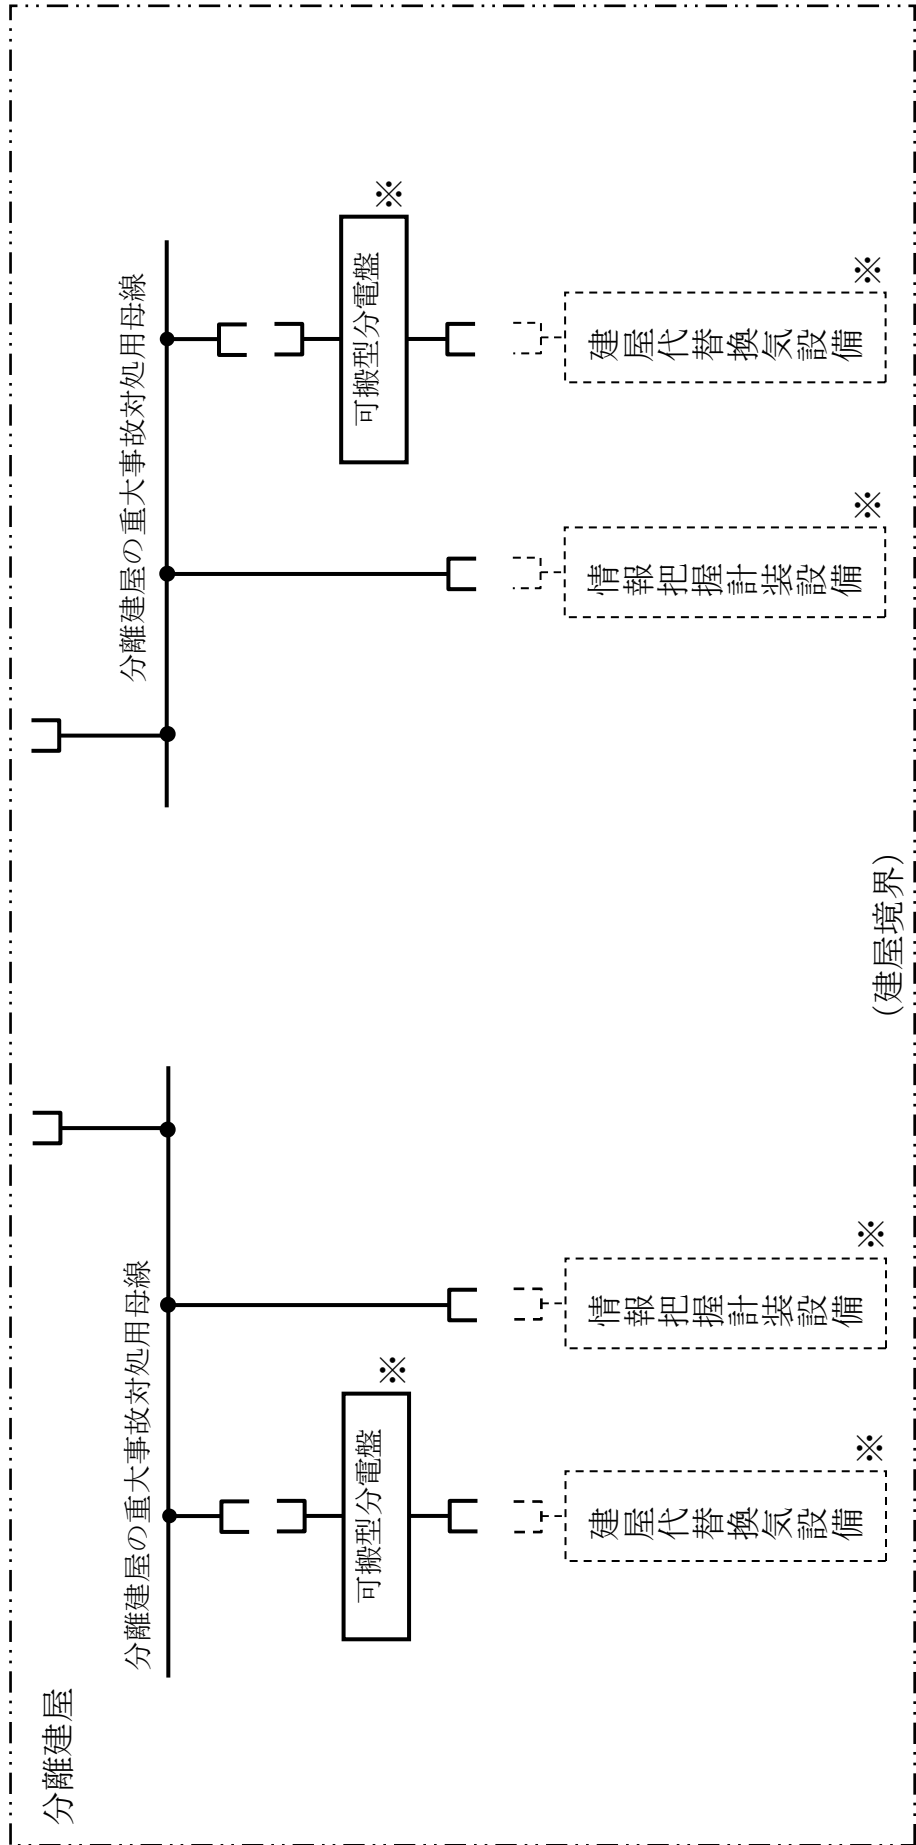 分離建屋
分離建屋の重大事故対処用母線
分離建屋の重大事故対処用母線
可搬型分電盤
※
可搬型分電盤
※
建屋代替換気設備
※
情報把握計装設備
※
情報把握計装設備
※
建屋代替換気設備
※
(建屋境界)